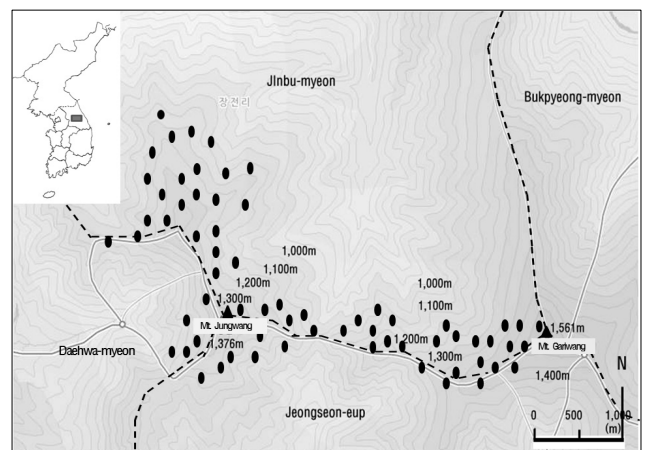 JInbu-myeon
장전리
Bukpyeong-myeon
1,000m
1,100m
1,200m
1,300m
Mt. Jungwang
1,376m
Daehwa-myeon
1,000m
1,100m
1,200m
1,300m
1,561m
Mt. Gariwang
1,400m
Jeongseon-eup
N
0 500 1,000
(m)